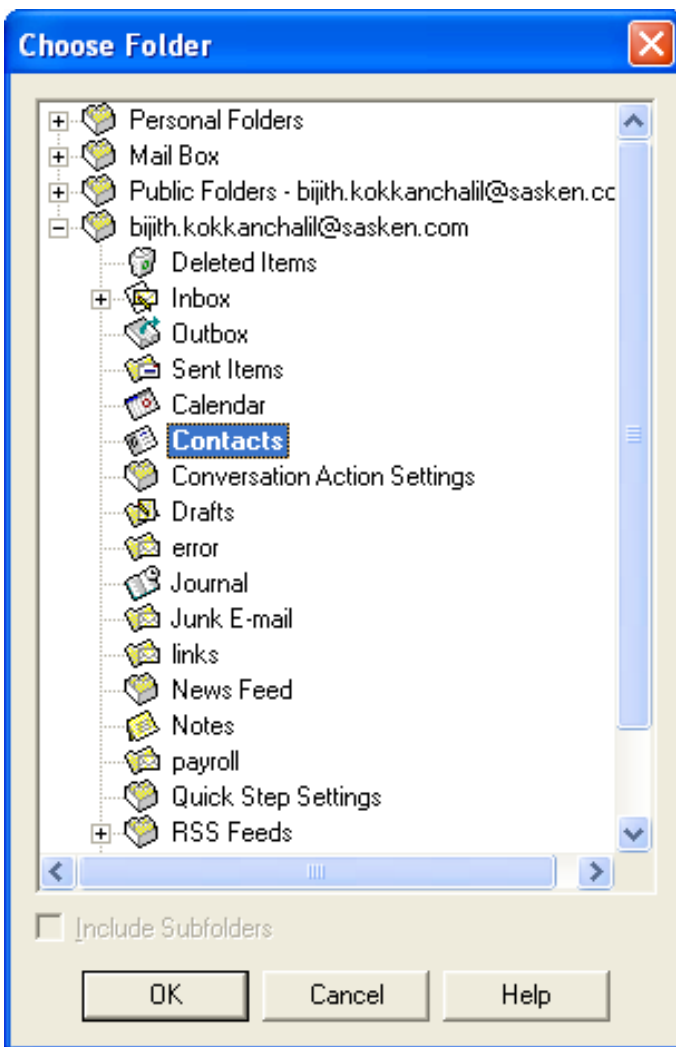 Choose Folder
Personal Folders
Mail Box
Public Folders - bijith.kokkanchalil@sasken.cc
bijith.kokkanchalil@sasken.com
Deleted Items
Inbox
Outbox
Sent Items
Calendar
Contacts
Conversation Action Settings
Drafts
error
Journal
Junk E-mail
links
News Feed
Notes
payroll
Quick Step Settings
RSS Feeds
Include Subfolders
OK Cancel Help